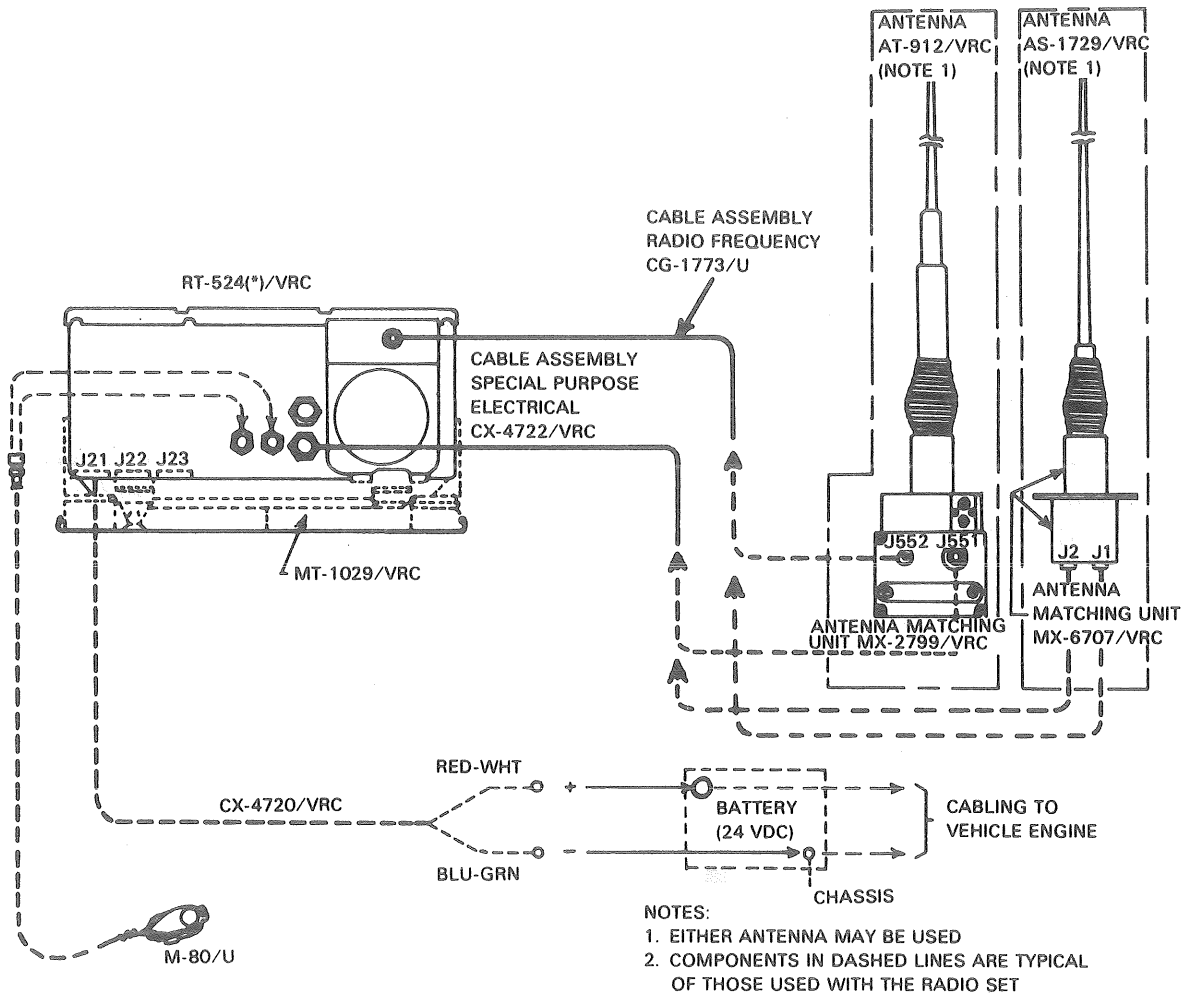 ANTENNA
AT-912/VRC
(NOTE 1)
ANTENNA
AS-1729/VRC
(NOTE 1)
CABLE ASSEMBLY
RADIO FREQUENCY
CG-1773/U
RT-524(*)/VRC
CABLE ASSEMBLY
SPECIAL PURPOSE
ELECTRICAL
CX-4722/VRC
J21 J22 J23
MT-1029/VRC
J552 J551
J2 J1
ANTENNA MATCHING
UNIT MX-2799/VRC
ANTENNA
MATCHING UNIT
MX-6707/VRC
RED-WHT
+
CX-4720/VRC
BATTERY
(24 VDC)
CABLING TO
VEHICLE ENGINE
−
BLU-GRN
CHASSIS
M-80/U
NOTES:
1. EITHER ANTENNA MAY BE USED
2. COMPONENTS IN DASHED LINES ARE TYPICAL
OF THOSE USED WITH THE RADIO SET